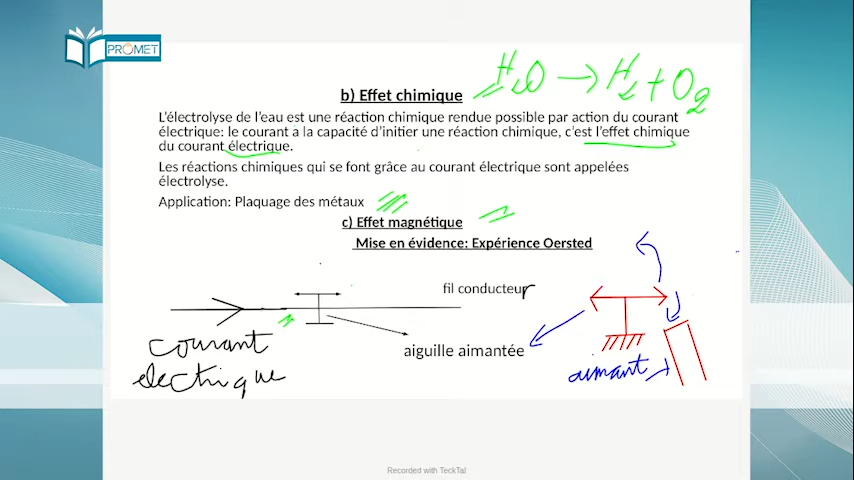 PROMET
H₂O → H₂ + O₂
b) Effet chimique
L'électrolyse de l'eau est une réaction chimique rendue possible par action du courant
électrique: le courant a la capacité d'initier une réaction chimique, c'est l'effet chimique
du courant électrique.
Les réactions chimiques qui se font grâce au courant électrique sont appelées
électrolyse.
Application: Plaquage des métaux
c) Effet magnétique
Mise en évidence: Expérience Oersted
fil conducteur
courant
electrique
aiguille aimantée
aimant
Recorded with TeckTal